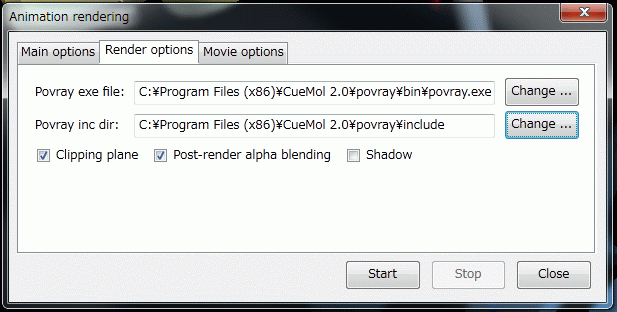 Animation rendering
Main options Render options Movie options
Povray exe file: C:¥Program Files (x86)¥CueMol 2.0¥povray¥bin¥povray.exe Change ...
Povray inc dir: C:¥Program Files (x86)¥CueMol 2.0¥povray¥include Change ...
Clipping plane Post-render alpha blending Shadow
Start Stop Close